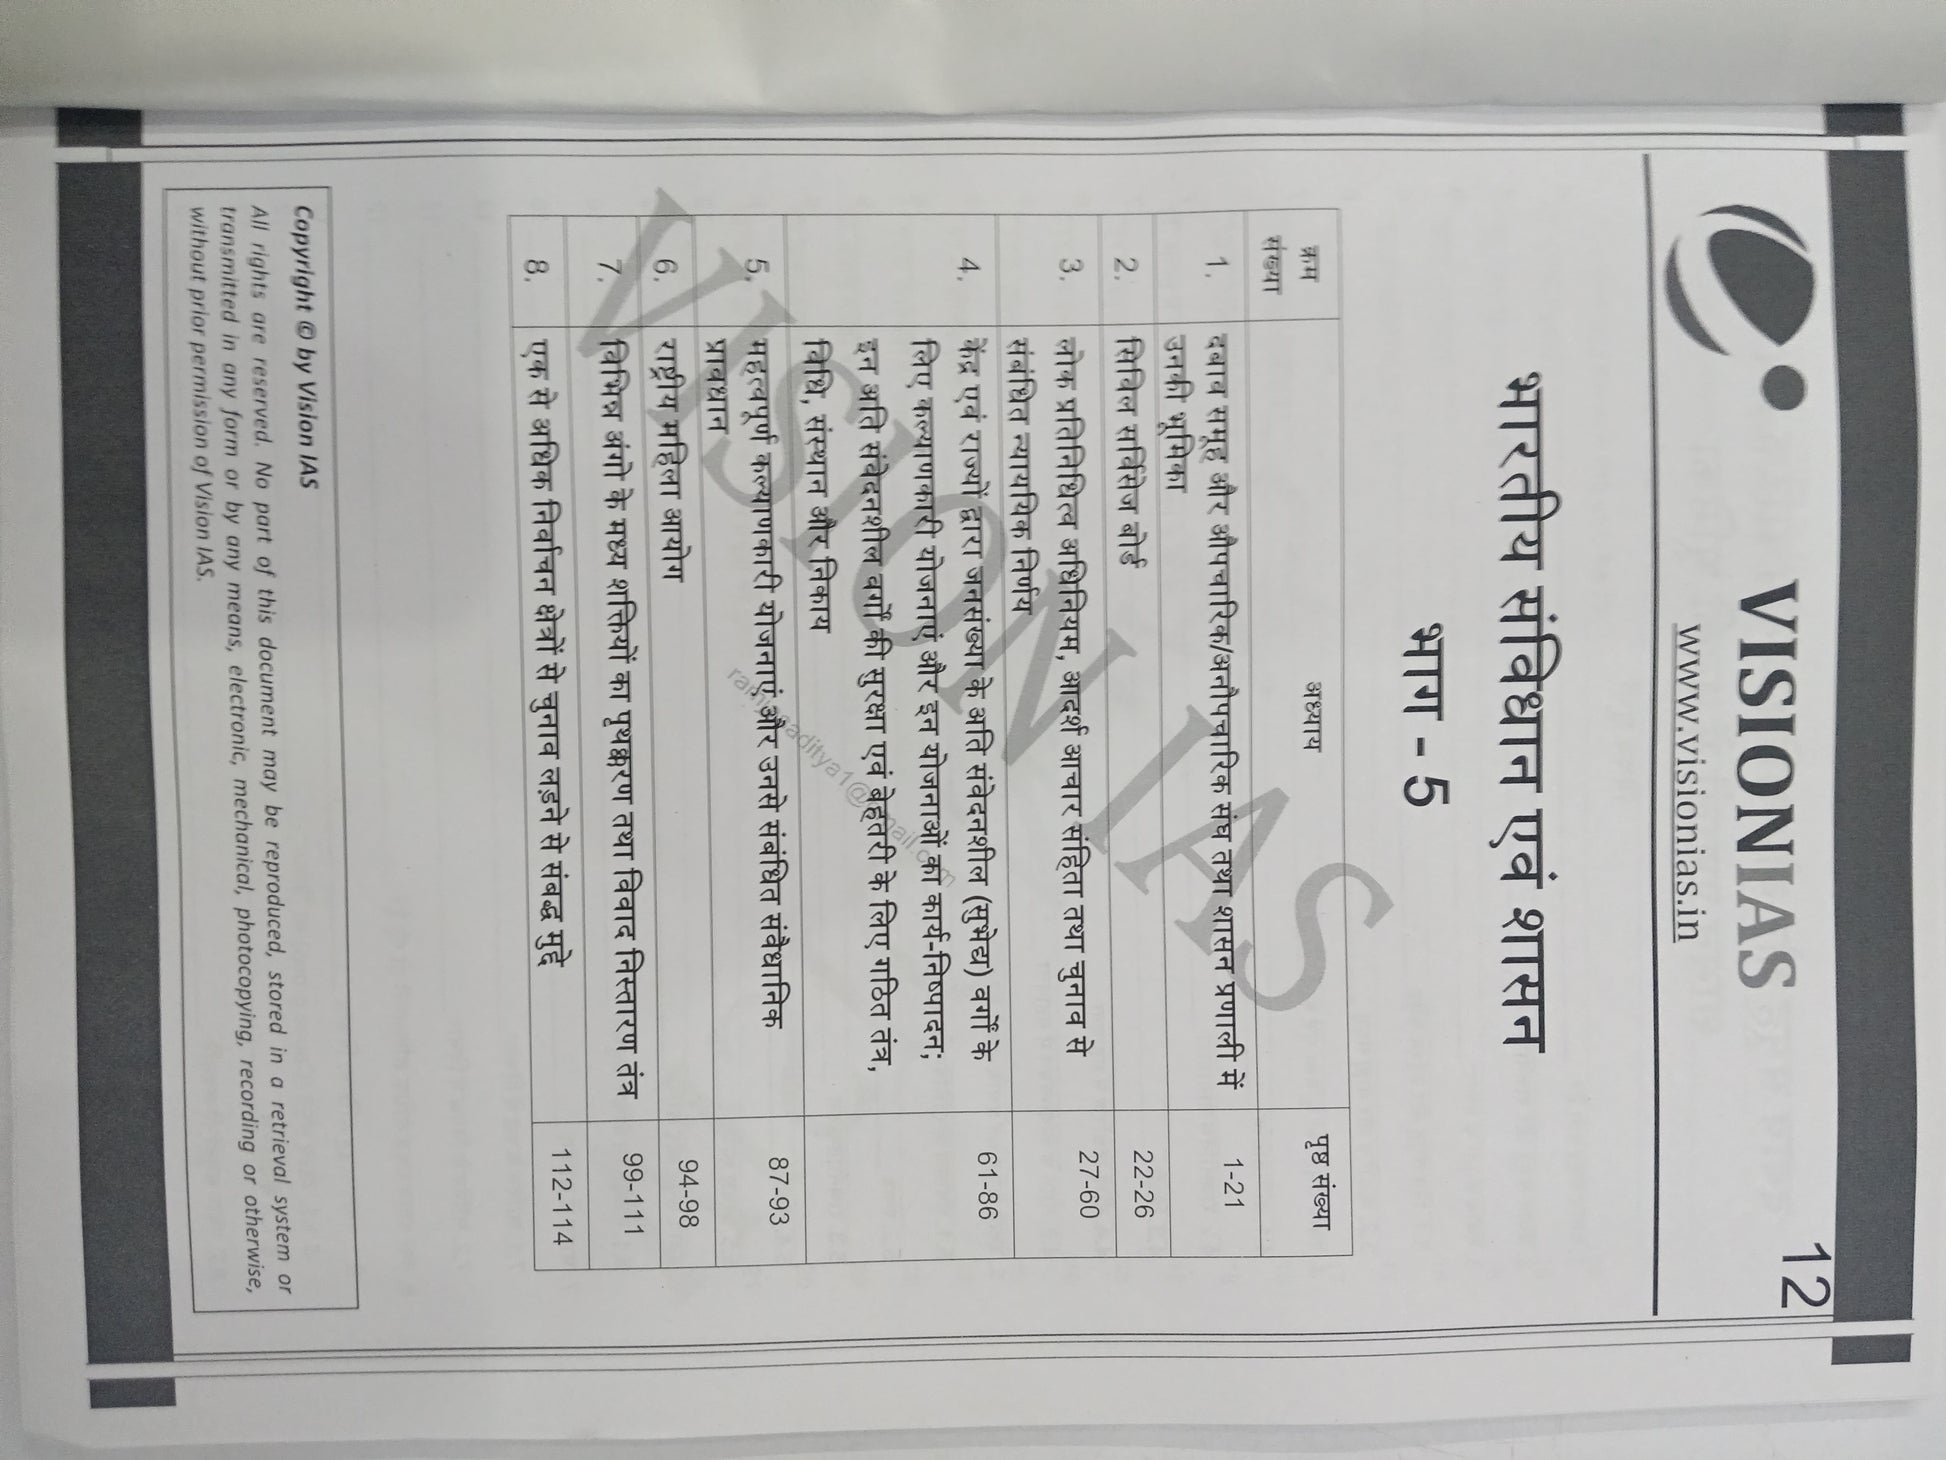 12
VISIONIAS
www.visionias.in
भारतीय संविधान एवं शासन
भाग - 5
क्रम संख्या अध्याय पृष्ठ संख्या
1. दबाव समूह और औपचारिक/अनौपचारिक संघ तथा शासन प्रणाली में 1-21
उनकी भूमिका
2. सिविल सर्विसेज बोर्ड 22-26
3. लोक प्रतिनिधित्व अधिनियम, आदर्श आचार संहिता तथा चुनाव से 27-60
संबंधित न्यायायिक निर्णय
4. केंद्र एवं राज्यों द्वारा जनसंख्या के अति संवेदनशील (सुभेद्य) वर्गों के 61-86
लिए कल्याणकारी योजनाएं और इन योजनाओं का कार्य-निष्पादन;
इन अति संवेदनशील वर्गों की सुरक्षा एवं बेहतरी के लिए गठित तंत्र,
विधि, संस्थान और निकाय
5. महत्वपूर्ण कल्याणकारी योजनाएं और उनसे संबंधित संवैधानिक 87-93
प्रावधान
6. राष्ट्रीय महिला आयोग 94-98
7. विभिन्न अंगो के मध्य शक्तियों का पृथक्करण तथा विवाद निस्तारण तंत्र 99-111
8. एक से अधिक निर्वाचन क्षेत्रों से चुनाव लड़ने से संबद्ध मुद्दे 112-114
VISION IAS
Copyright © by Vision IAS
All rights are reserved. No part of this document may be reproduced, stored in a retrieval system or
transmitted in any form or by any means, electronic, mechanical, photocopying, recording or otherwise,
without prior permission of Vision IAS.